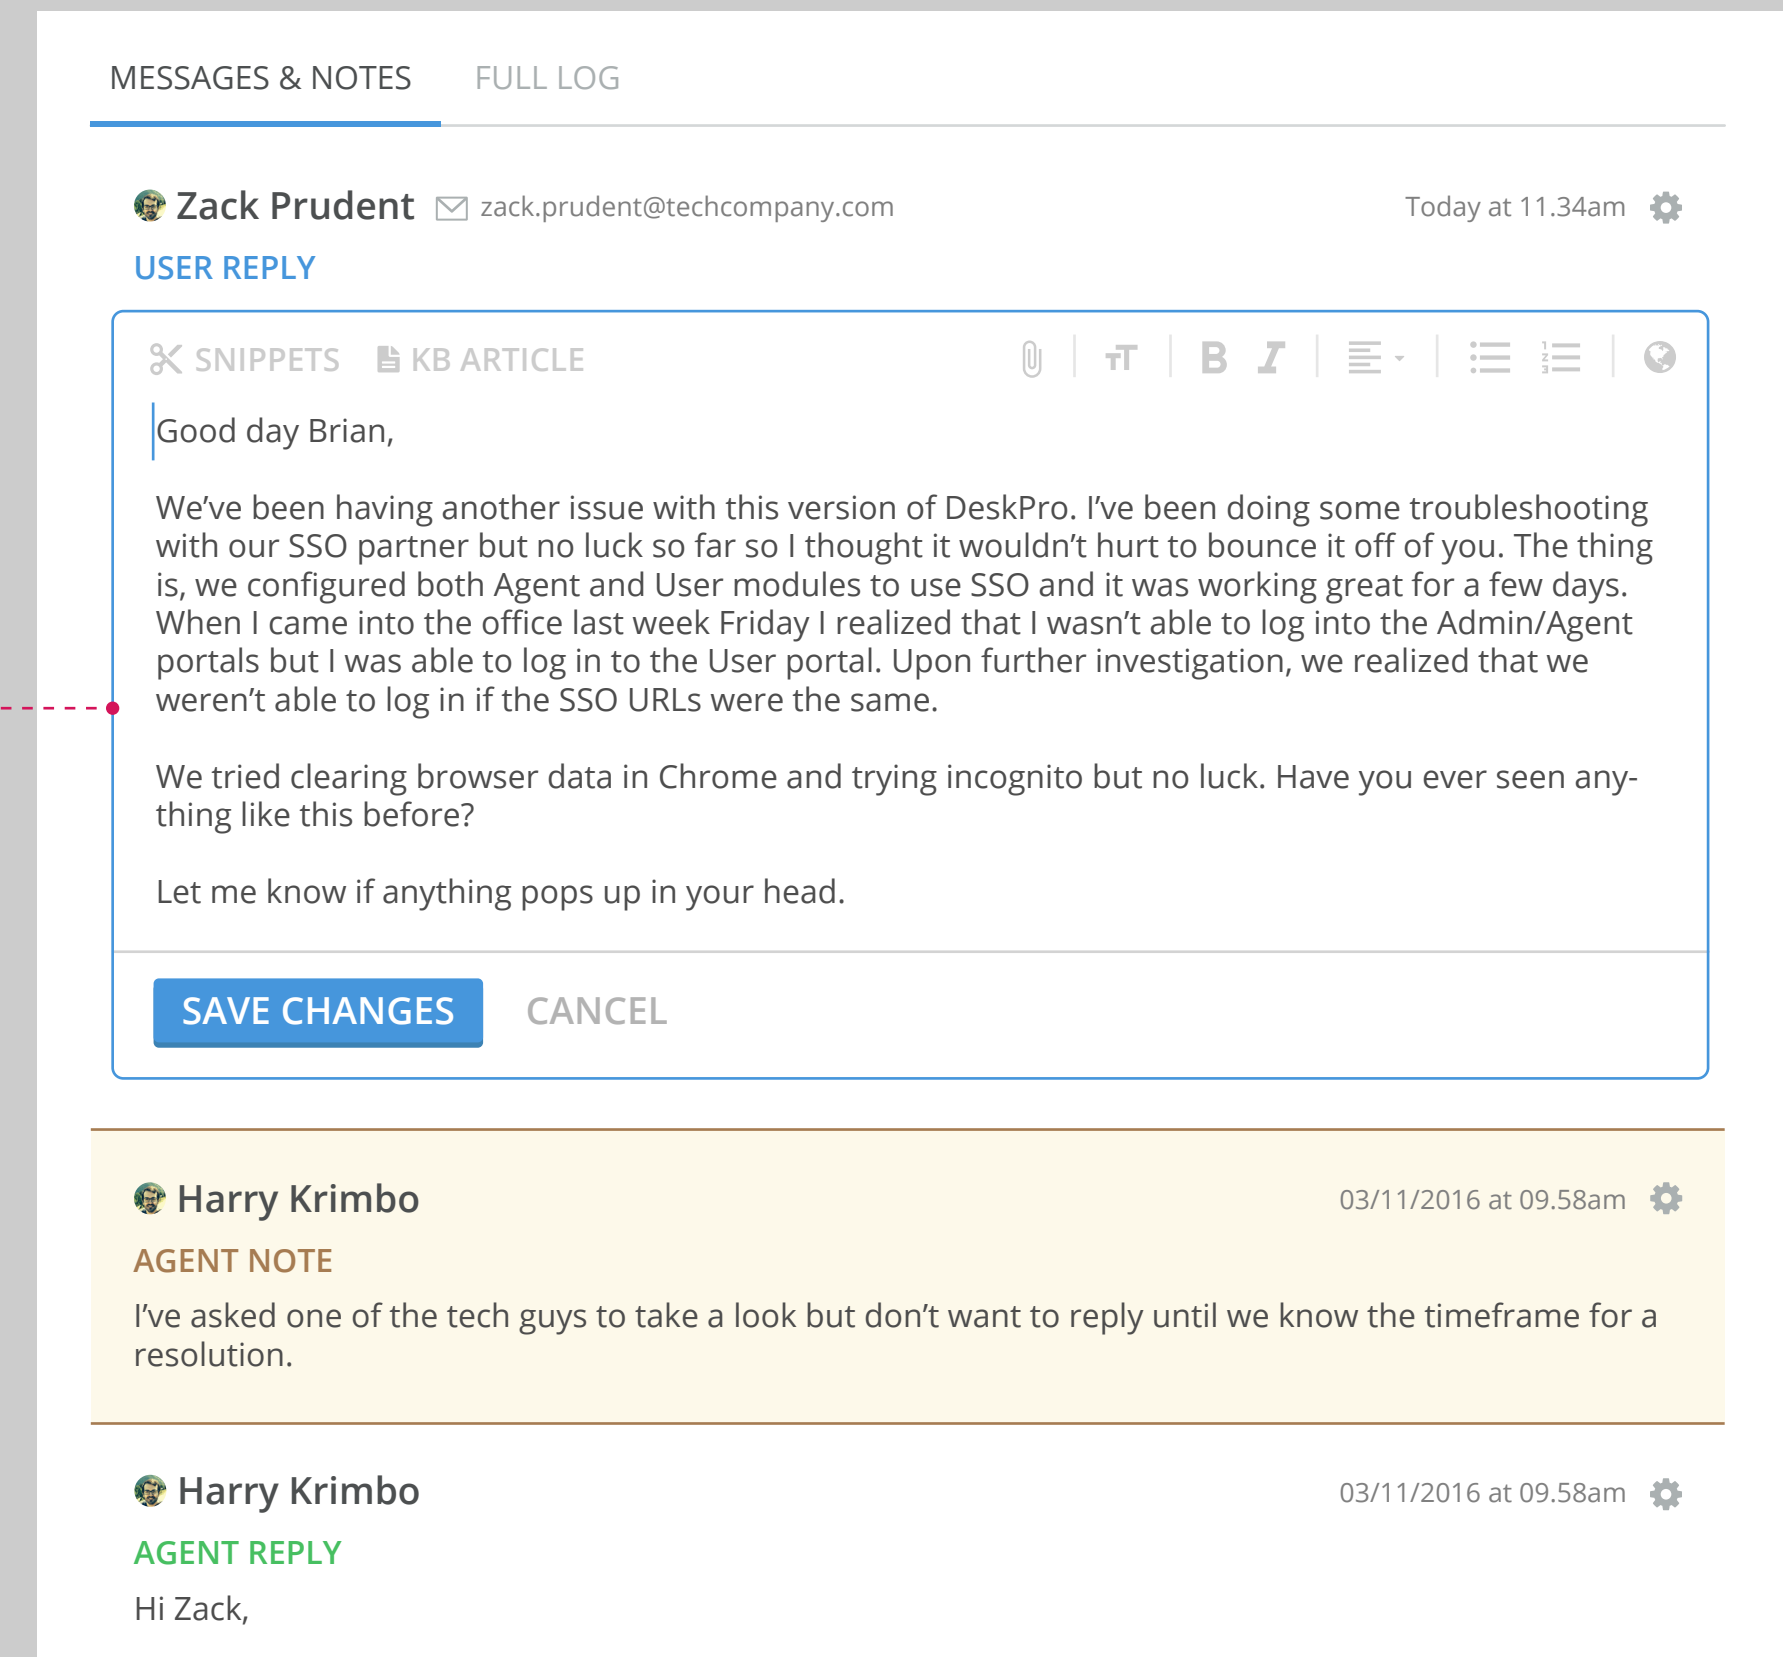 MESSAGES & NOTES FULL LOG
Zack Prudent zack.prudent@techcompany.com Today at 11.34am
USER REPLY
SNIPPETS KB ARTICLE
Good day Brian,
We’ve been having another issue with this version of DeskPro. I’ve been doing some troubleshooting
with our SSO partner but no luck so far so I thought it wouldn’t hurt to bounce it off of you. The thing
is, we configured both Agent and User modules to use SSO and it was working great for a few days.
When I came into the office last week Friday I realized that I wasn’t able to log into the Admin/Agent
portals but I was able to log in to the User portal. Upon further investigation, we realized that we
weren’t able to log in if the SSO URLs were the same.
We tried clearing browser data in Chrome and trying incognito but no luck. Have you ever seen any-
thing like this before?
Let me know if anything pops up in your head.
SAVE CHANGES CANCEL
Harry Krimbo 03/11/2016 at 09.58am
AGENT NOTE
I’ve asked one of the tech guys to take a look but don’t want to reply until we know the timeframe for a
resolution.
Harry Krimbo 03/11/2016 at 09.58am
AGENT REPLY
Hi Zack,